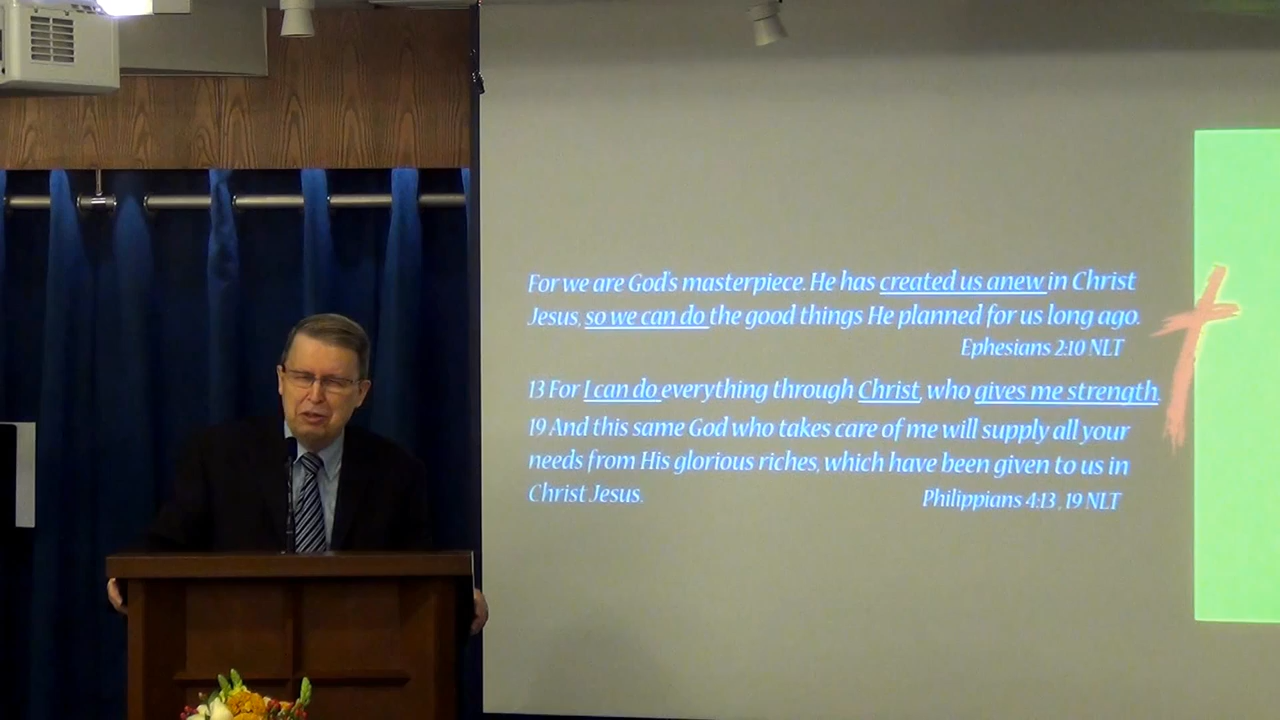 For we are God's masterpiece. He has created us anew in Christ
Jesus, so we can do the good things He planned for us long ago.
Ephesians 2:10 NLT
13 For I can do everything through Christ, who gives me strength.
19 And this same God who takes care of me will supply all your
needs from His glorious riches, which have been given to us in
Christ Jesus.
Philippians 4:13 , 19 NLT